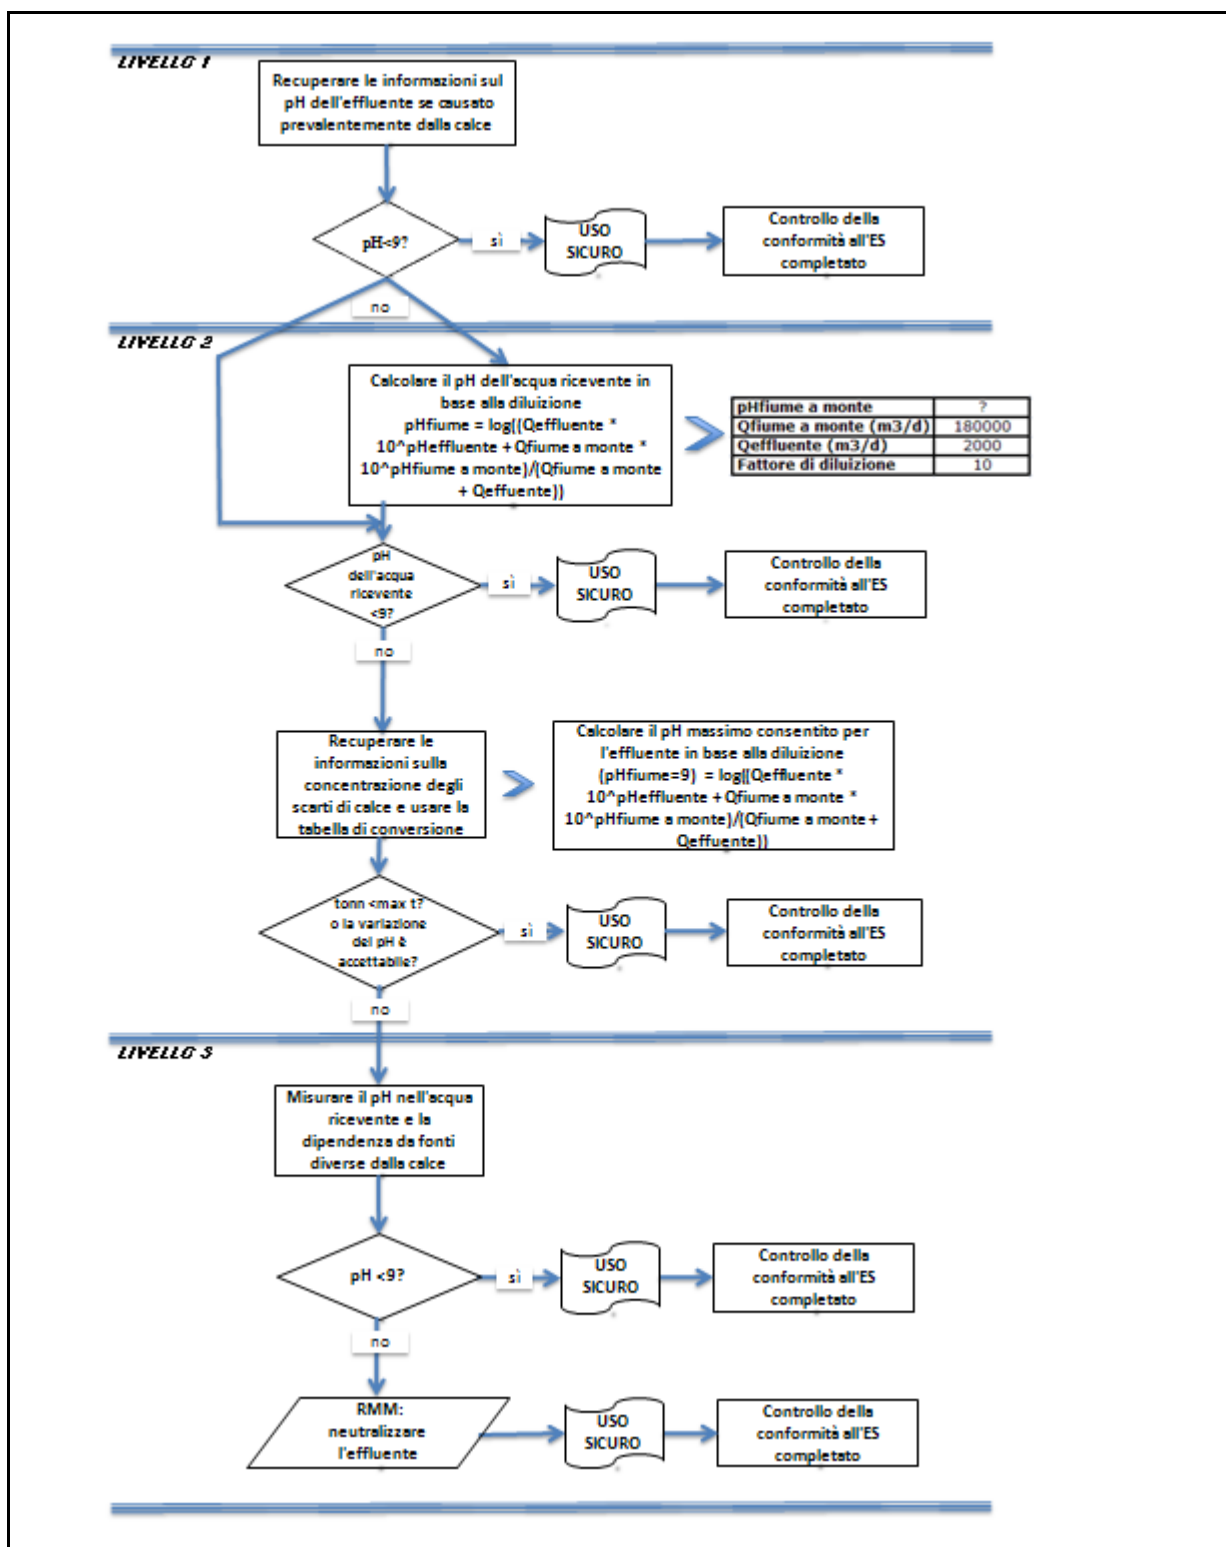 LIVELLO 1
Recuperare le informazioni sul
pH dell'effluente se causato
prevalentemente dalla calce
pH<9?
sì
USO
SICURO
Controllo della
conformità all'ES
completato
no
LIVELLO 2
Calcolare il pH dell'acqua ricevente in
base alla diluizione
pHfiume = log((Qeffluente *
10^pHeffluente + Qfiume a monte *
10^pHfiume a monte)/(Qfiume a monte
+ Qeffuente))
pHfiume a monte ?
Qfiume a monte (m3/d) 180000
Qeffluente (m3/d) 2000
Fattore di diluizione 10
pH
dell'acqua
ricevente
<9?
sì
USO
SICURO
Controllo della
conformità all'ES
completato
no
Recuperare le
informazioni sulla
concentrazione degli
scarti di calce e usare la
tabella di conversione
Calcolare il pH massimo consentito per
l'effluente in base alla diluizione
(pHfiume=9) = log((Qeffluente *
10^pHeffluente + Qfiume a monte *
10^pHfiume a monte)/(Qfiume a monte +
Qeffuente))
tonn <max t?
o la variazione
del pH è
accettabile?
sì
USO
SICURO
Controllo della
conformità all'ES
completato
no
LIVELLO 3
Misurare il pH nell'acqua
ricevente e la
dipendenza da fonti
diverse dalla calce
pH <9?
sì
USO
SICURO
Controllo della
conformità all'ES
completato
no
RMM:
neutralizzare
l'effluente
USO
SICURO
Controllo della
conformità all'ES
completato